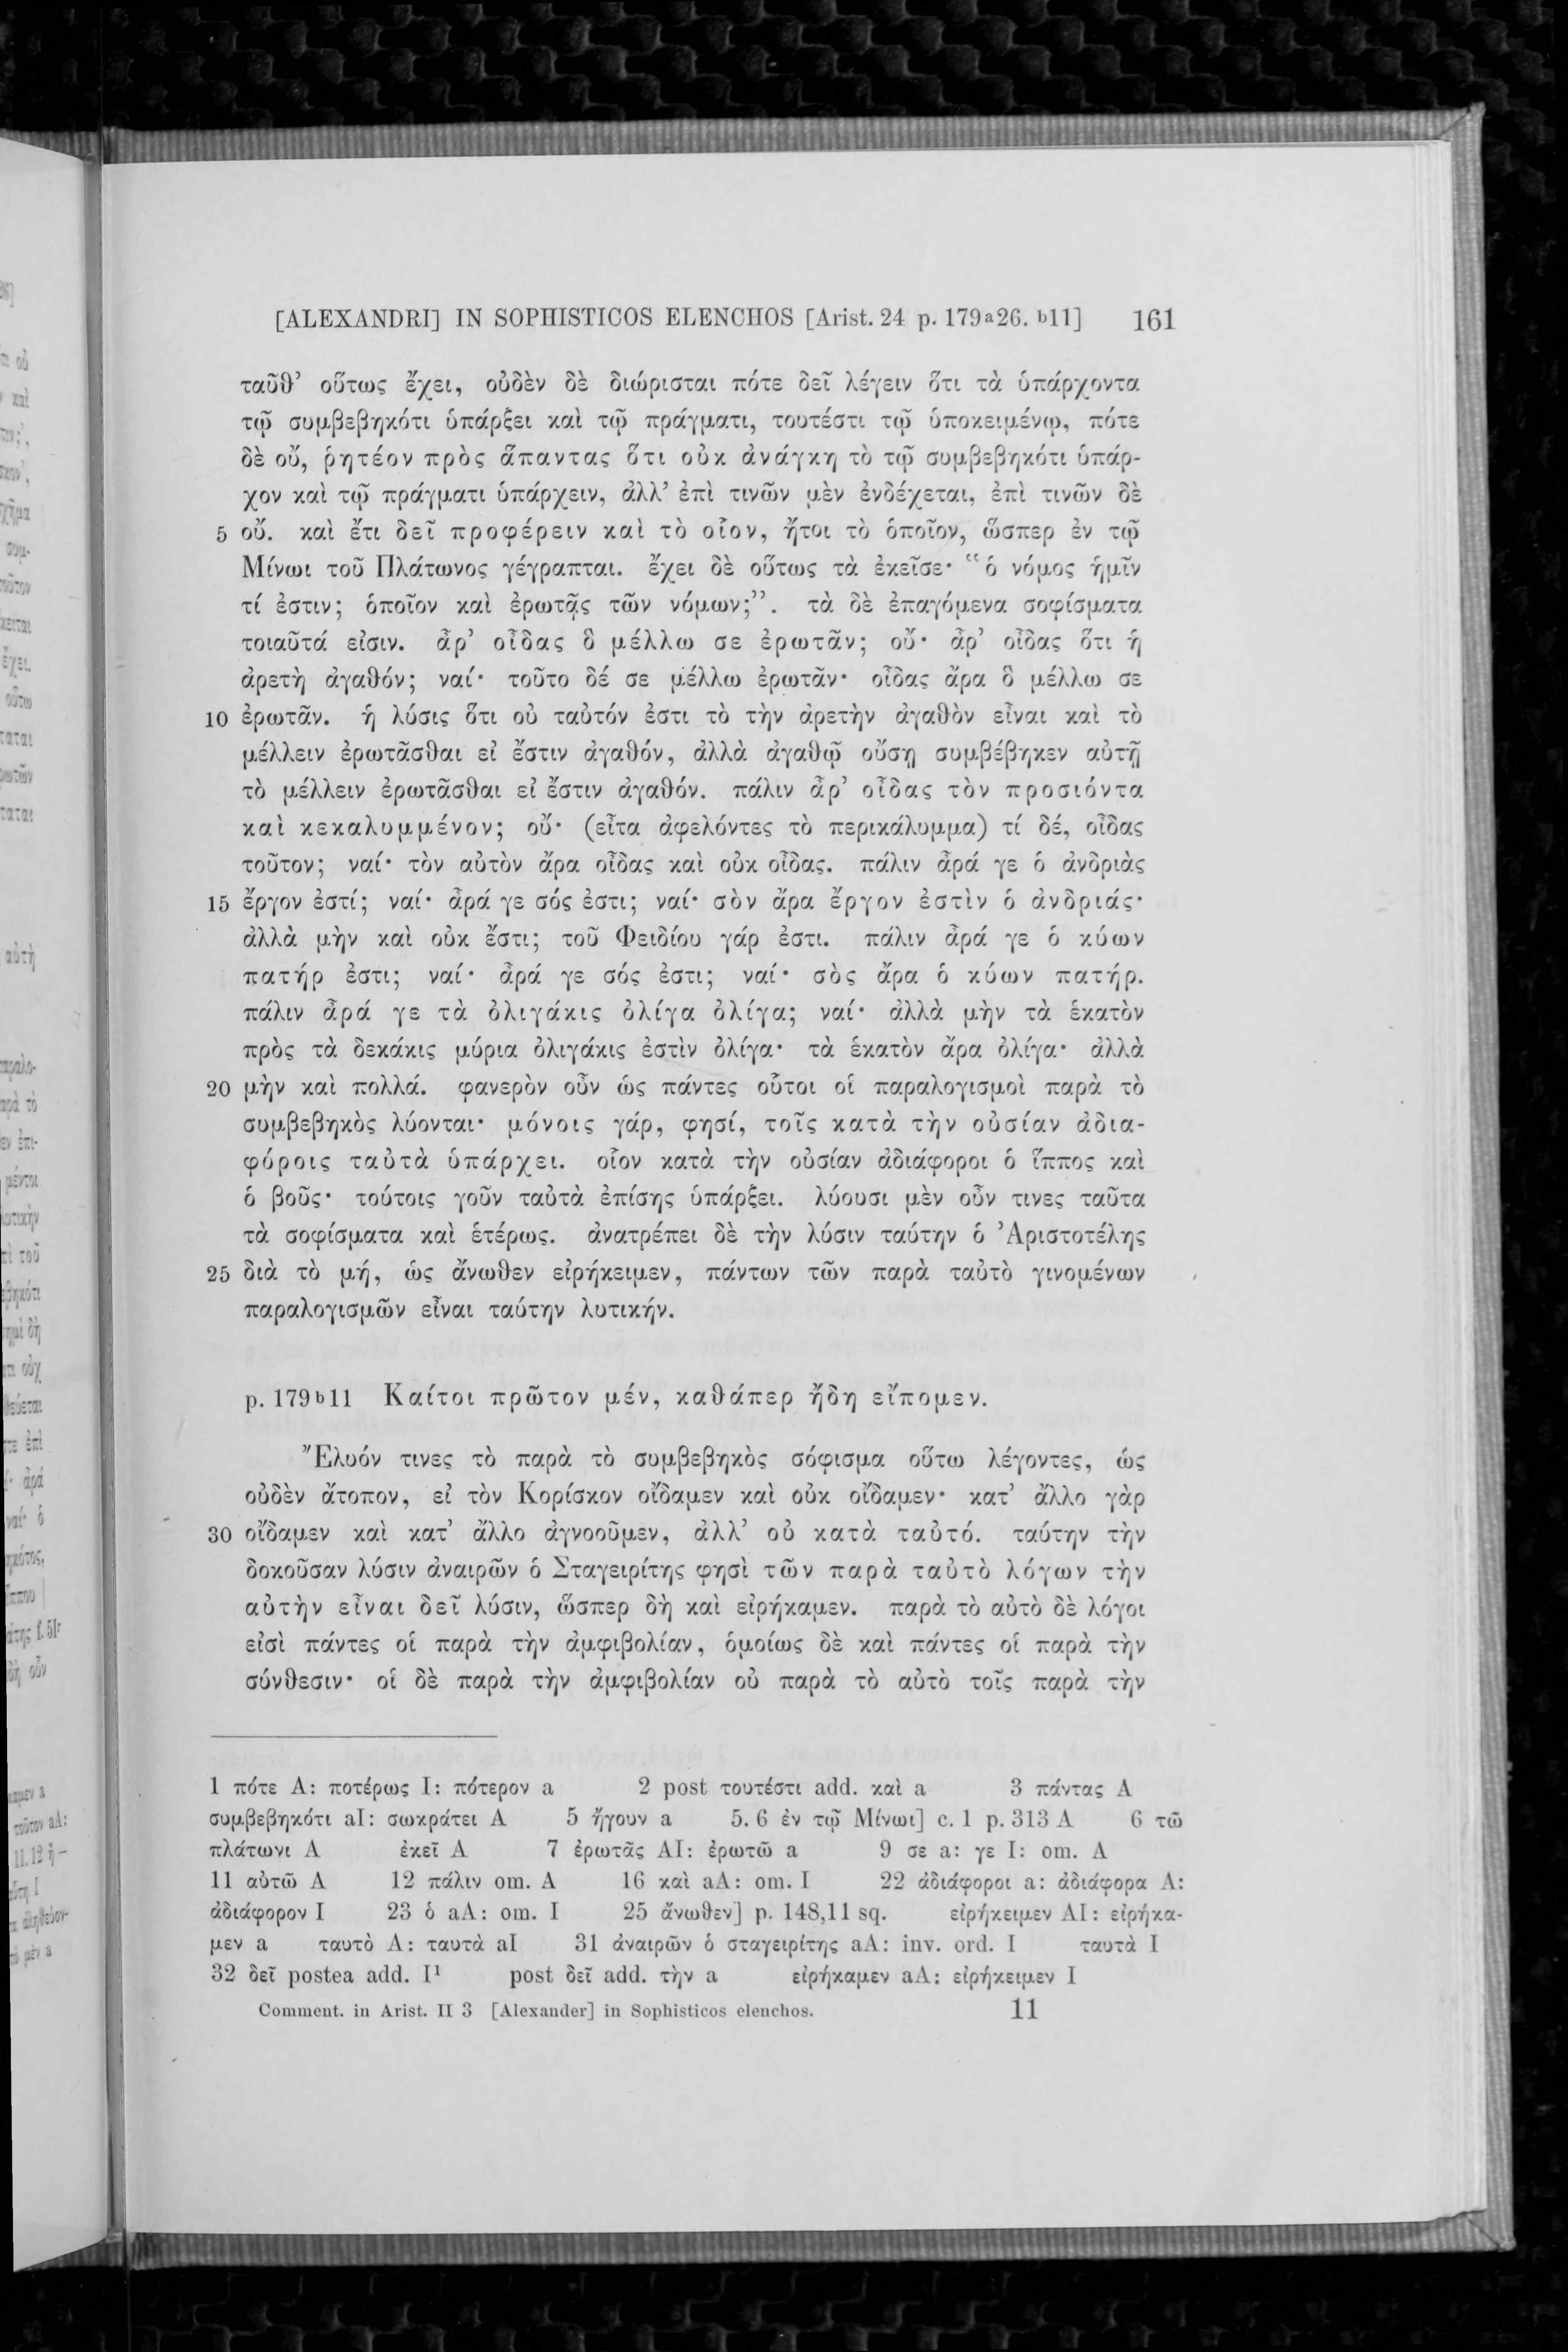 [ALEXANDRI] IN SOPHISTICOS ELENCHOS [Arist. 24 p. 179a26. b11] 161
ταῦθ’ οὕτως ἔχει, οὐδὲν δὲ διώρισται πότε δεῖ λέγειν ὅτι τὰ ὑπάρχοντα
τῷ συμβεβηκότι ὑπάρξει καὶ τῷ πράγματι, τουτέστι τῷ ὑποκειμένῳ, πότε
δὲ οὔ, ῥητέον πρὸς ἅπαντας ὅτι οὐκ ἀνάγκη τὸ τῷ συμβεβηκότι ὑπάρ-
χον καὶ τῷ πράγματι ὑπάρχειν, ἀλλ’ ἐπὶ τινῶν μὲν ἐνδέχεται, ἐπὶ τινῶν δὲ
5 οὔ. καὶ ἔτι δεῖ προφέρειν καὶ τὸ οἷον, ἤτοι τὸ ὁποῖον, ὥσπερ ἐν τῷ
Μίνωι τοῦ Πλάτωνος γέγραπται. ἔχει δὲ οὕτως τὰ ἐκεῖσε· “ὁ νόμος ἡμῖν
τί ἐστιν; ὁποῖον καὶ ἐρωτᾷς τῶν νόμων;”. τὰ δὲ ἐπαγόμενα σοφίσματα
τοιαῦτά εἰσιν. ἆρ’ οἶδας ὃ μέλλω σε ἐρωτᾶν; οὔ· ἆρ’ οἶδας ὅτι ἡ
ἀρετὴ ἀγαθόν; ναί· τοῦτο δέ σε μέλλω ἐρωτᾶν· οἶδας ἄρα ὃ μέλλω σε
10 ἐρωτᾶν. ἡ λύσις ὅτι οὐ ταὐτόν ἐστι τὸ τὴν ἀρετὴν ἀγαθὸν εἶναι καὶ τὸ
μέλλειν ἐρωτᾶσθαι εἰ ἔστιν ἀγαθόν, ἀλλὰ ἀγαθῷ οὔσῃ συμβέβηκεν αὐτῇ
τὸ μέλλειν ἐρωτᾶσθαι εἰ ἔστιν ἀγαθόν. πάλιν ἆρ’ οἶδας τὸν προσιόντα
καὶ κεκαλυμμένον; οὔ· (εἶτα ἀφελόντες τὸ περικάλυμμα) τί δέ, οἶδας
τοῦτον; ναί· τὸν αὐτὸν ἄρα οἶδας καὶ οὐκ οἶδας. πάλιν ἆρά γε ὁ ἀνδριὰς
15 ἔργον ἐστί; ναί· ἆρά γε σός ἐστι; ναί· σὸν ἄρα ἔργον ἐστὶν ὁ ἀνδριάς·
ἀλλὰ μὴν καὶ οὐκ ἔστι; τοῦ Φειδίου γάρ ἐστι. πάλιν ἆρά γε ὁ κύων
πατήρ ἐστι; ναί· ἆρά γε σός ἐστι; ναί· σὸς ἄρα ὁ κύων πατήρ.
πάλιν ἆρά γε τὰ ὀλιγάκις ὀλίγα ὀλίγα; ναί· ἀλλὰ μὴν τὰ ἑκατὸν
πρὸς τὰ δεκάκις μύρια ὀλιγάκις ἐστὶν ὀλίγα· τὰ ἑκατὸν ἄρα ὀλίγα· ἀλλὰ
20 μὴν καὶ πολλά. φανερὸν οὖν ὡς πάντες οὗτοι οἱ παραλογισμοὶ παρὰ τὸ
συμβεβηκὸς λύονται· μόνοις γάρ, φησί, τοῖς κατὰ τὴν οὐσίαν ἀδια-
φόροις ταὐτὰ ὑπάρχει. οἷον κατὰ τὴν οὐσίαν ἀδιάφοροι ὁ ἵππος καὶ
ὁ βοῦς· τούτοις γοῦν ταὐτὰ ἐπίσης ὑπάρξει. λύουσι μὲν οὖν τινες ταῦτα
τὰ σοφίσματα καὶ ἑτέρως. ἀνατρέπει δὲ τὴν λύσιν ταύτην ὁ Ἀριστοτέλης
25 διὰ τὸ μή, ὡς ἄνωθεν εἰρήκειμεν, πάντων τῶν παρὰ ταὐτὸ γινομένων
παραλογισμῶν εἶναι ταύτην λυτικήν.
p. 179b11 Καίτοι πρῶτον μέν, καθάπερ ἤδη εἴπομεν.
Ἔλυόν τινες τὸ παρὰ τὸ συμβεβηκὸς σόφισμα οὕτω λέγοντες, ὡς
οὐδὲν ἄτοπον, εἰ τὸν Κορίσκον οἴδαμεν καὶ οὐκ οἴδαμεν· κατ’ ἄλλο γὰρ
30 οἴδαμεν καὶ κατ’ ἄλλο ἀγνοοῦμεν, ἀλλ’ οὐ κατὰ ταὐτό. ταύτην τὴν
δοκοῦσαν λύσιν ἀναιρῶν ὁ Σταγειρίτης φησὶ τῶν παρὰ ταὐτὸ λόγων τὴν
αὐτὴν εἶναι δεῖ λύσιν, ὥσπερ δὴ καὶ εἰρήκαμεν. παρὰ τὸ αὐτὸ δὲ λόγοι
εἰσὶ πάντες οἱ παρὰ τὴν ἀμφιβολίαν, ὁμοίως δὲ καὶ πάντες οἱ παρὰ τὴν
σύνθεσιν· οἱ δὲ παρὰ τὴν ἀμφιβολίαν οὐ παρὰ τὸ αὐτὸ τοῖς παρὰ τὴν
1 πότε A: ποτέρως I: πότερον a 2 post τουτέστι add. καὶ a 3 πάντας A
συμβεβηκότι aI: σωκράτει A 5 ἤγουν a 5. 6 ἐν τῷ Μίνωι] c. 1 p. 313 A 6 τῶ
πλάτωνι A ἐκεῖ A 7 ἐρωτᾶς AI: ἐρωτῶ a 9 σε a: γε I: om. A
11 αὐτῶ A 12 πάλιν om. A 16 καὶ aA: om. I 22 ἀδιάφοροι a: ἀδιάφορα A:
ἀδιάφορον I 23 ὁ aA: om. I 25 ἄνωθεν] p. 148,11 sq. εἰρήκειμεν AI: εἰρήκα-
μεν a ταυτὸ A: ταυτὰ aI 31 ἀναιρῶν ὁ σταγειρίτης aA: inv. ord. I ταυτὰ I
32 δεῖ postea add. I¹ post δεῖ add. τὴν a εἰρήκαμεν aA: εἰρήκειμεν I
Comment. in Arist. II 3 [Alexander] in Sophisticos elenchos. 11